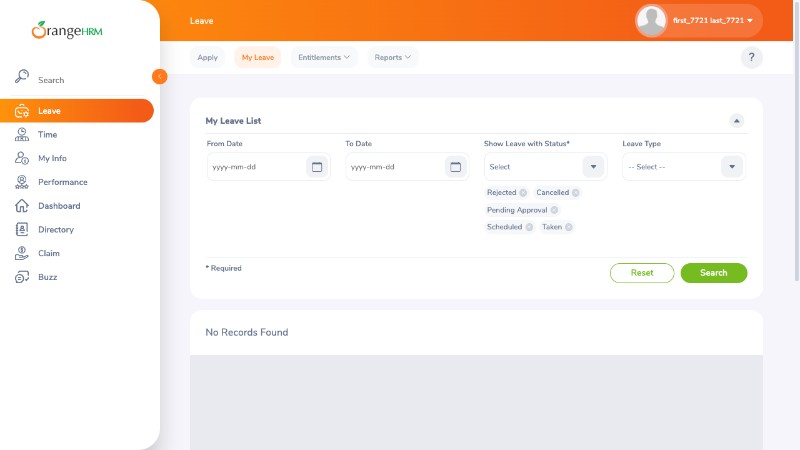 OrangeHRM
Leave
first_7721 last_7721
Search
Apply
My Leave
Entitlements
Reports
?
Leave
Time
My Info
Performance
Dashboard
Directory
Claim
Buzz
My Leave List
From Date
To Date
Show Leave with Status*
Leave Type
yyyy-mm-dd
yyyy-mm-dd
Select
-- Select --
Rejected
Cancelled
Pending Approval
Scheduled
Taken
* Required
Reset
Search
No Records Found